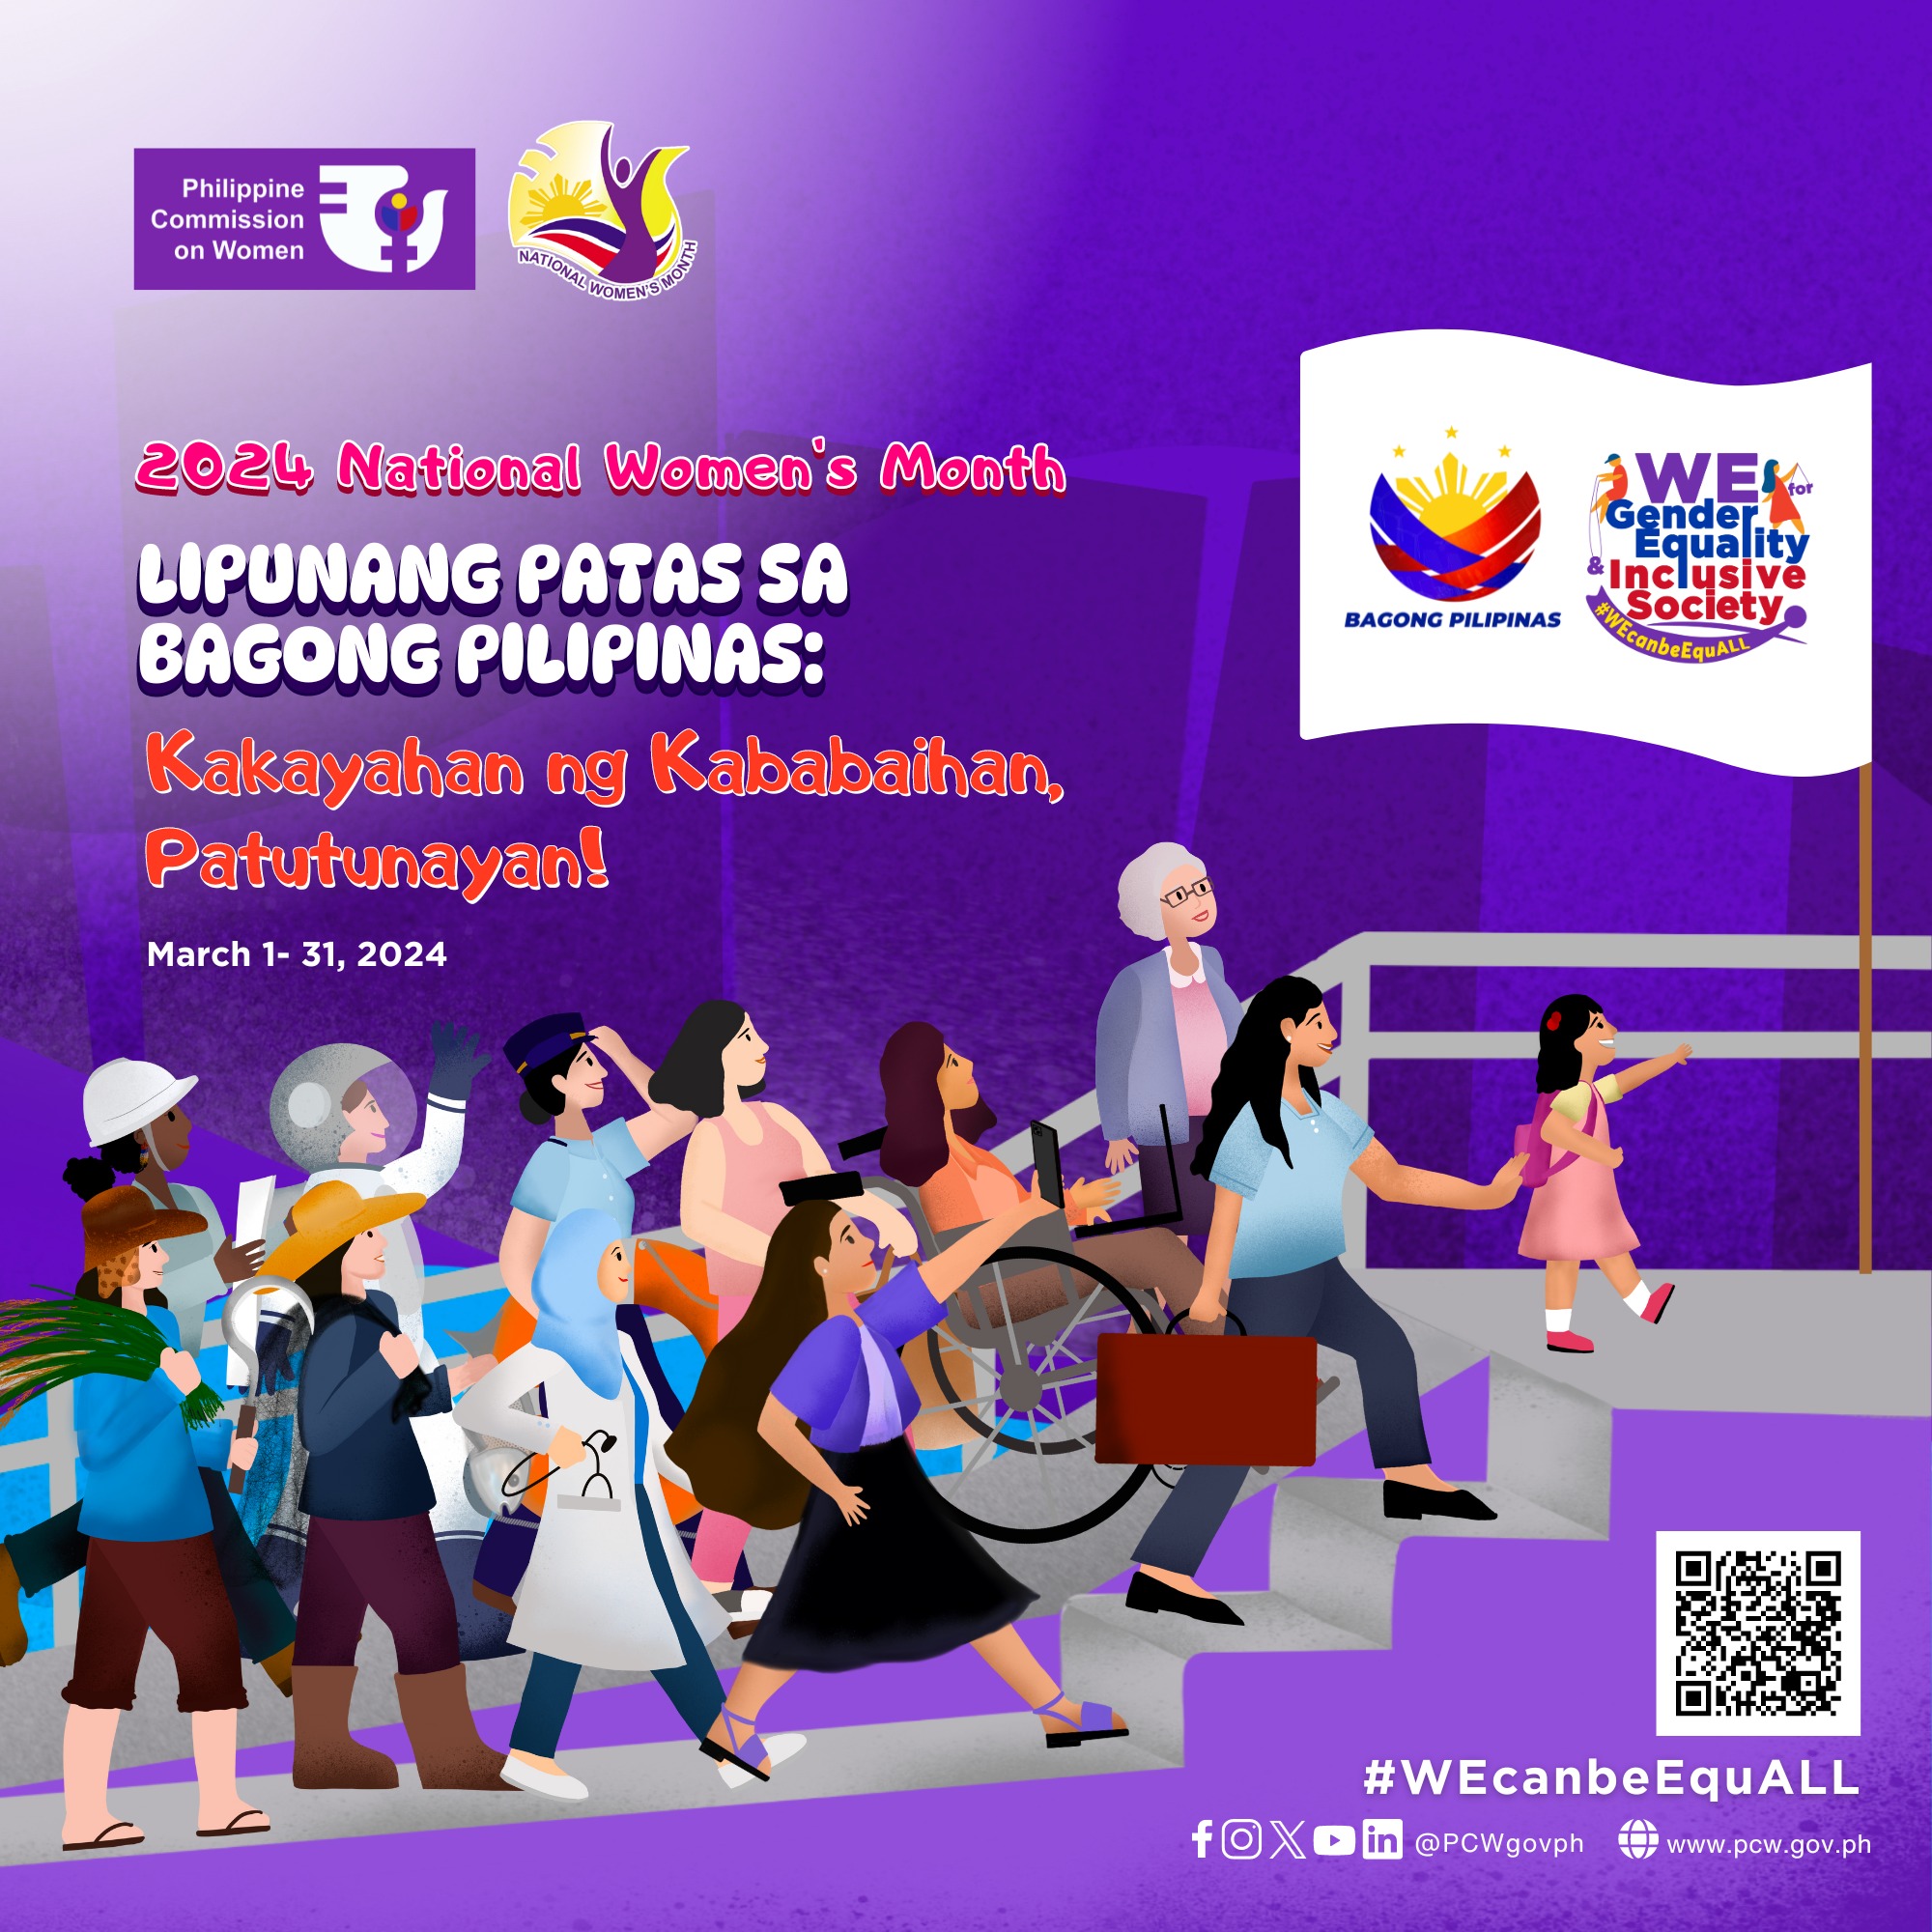 Philippine
Commission
on Women
NATIONAL WOMEN'S MONTH
2024 National Women's Month
LIPUNANG PATAS SA
BAGONG PILIPINAS:
Kakayahan ng Kababaihan,
Patutunayan!
March 1- 31, 2024
BAGONG PILIPINAS
WE for
Gender
Equality
& Inclusive
Society
#WEcanbeEquALL
#WEcanbeEquALL
@PCWgovph www.pcw.gov.ph